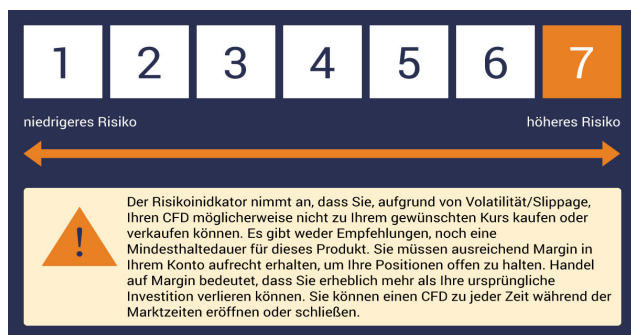 1 2 3 4 5 6 7
niedrigeres Risiko höheres Risiko
!
Der Risikoinidkator nimmt an, dass Sie, aufgrund von Volatilität/Slippage,
Ihren CFD möglicherweise nicht zu Ihrem gewünschten Kurs kaufen oder
verkaufen können. Es gibt weder Empfehlungen, noch eine
Mindesthaltedauer für dieses Produkt. Sie müssen ausreichend Margin in
Ihrem Konto aufrecht erhalten, um Ihre Positionen offen zu halten. Handel
auf Margin bedeutet, dass Sie erheblich mehr als Ihre ursprüngliche
Investition verlieren können. Sie können einen CFD zu jeder Zeit während der
Marktzeiten eröffnen oder schließen.